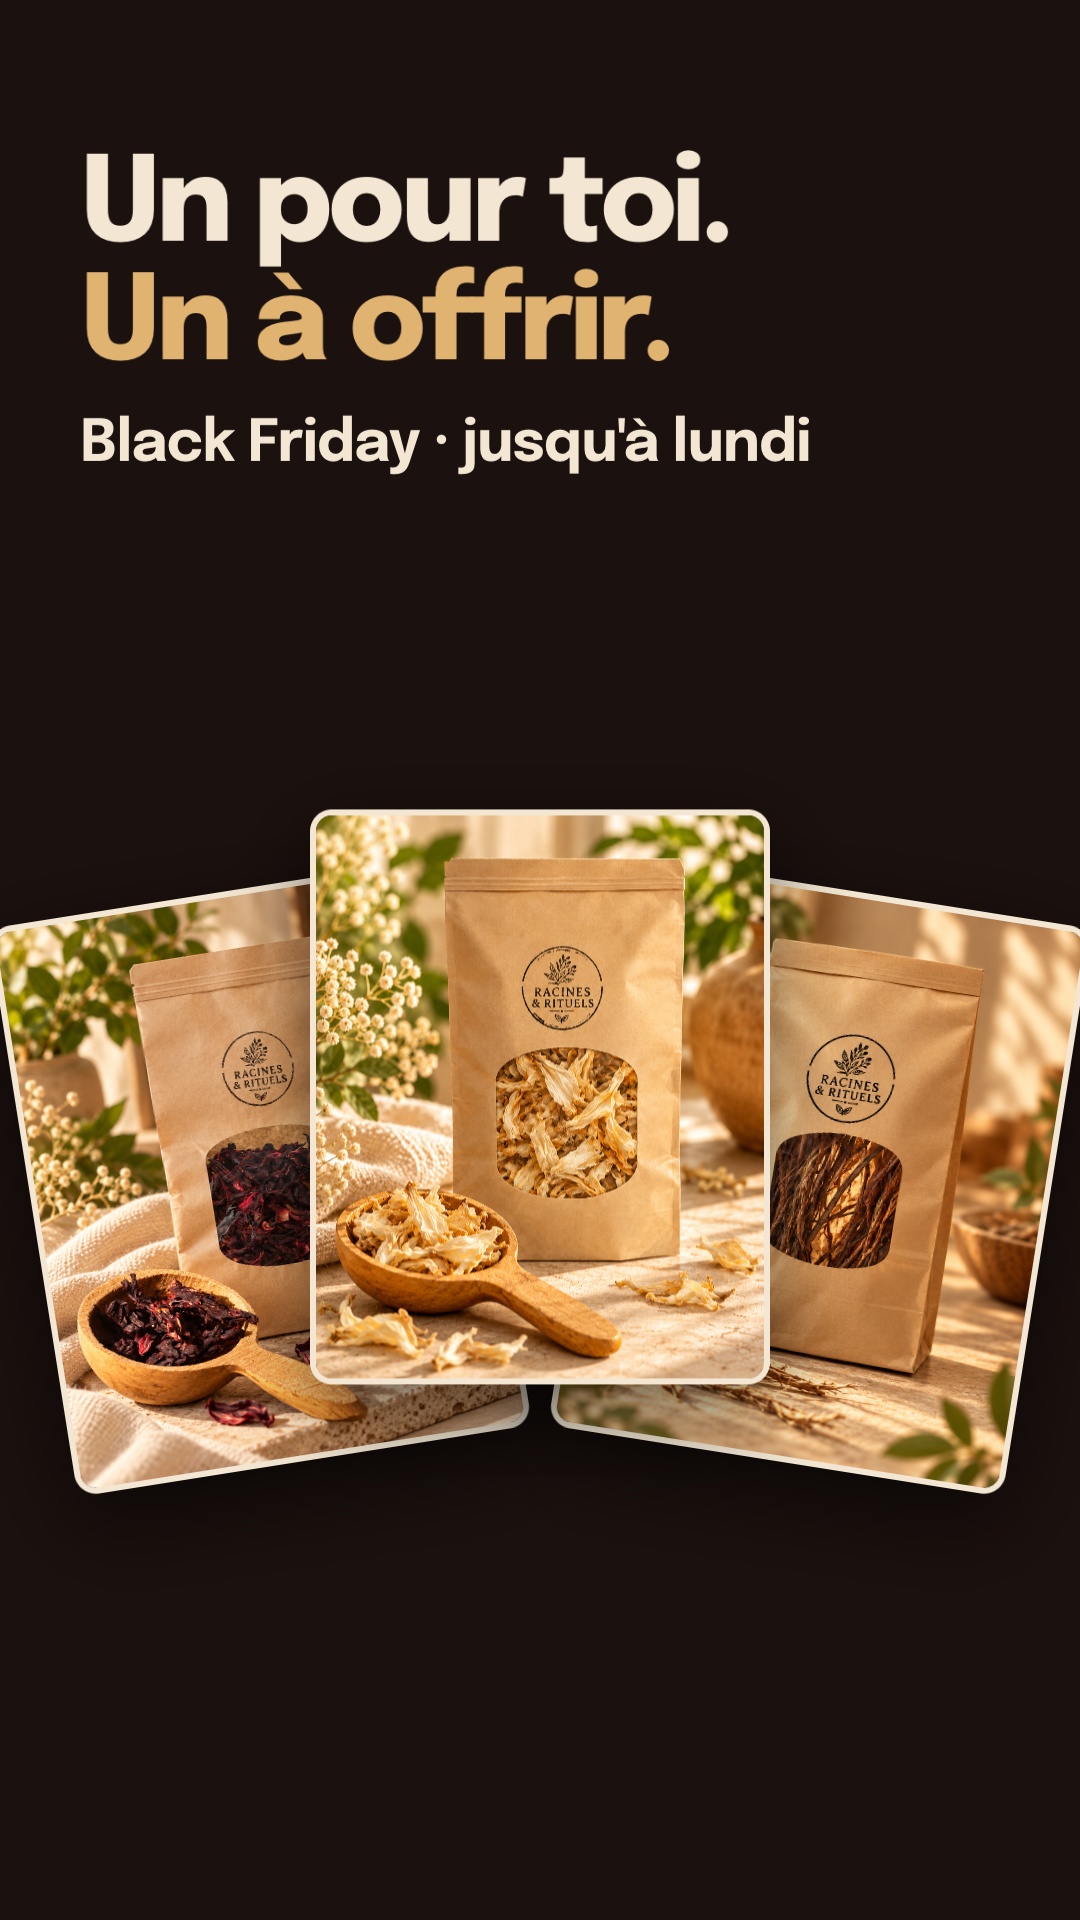 Un pour toi.
Un à offrir.
Black Friday · jusqu'à lundi
RACINES
& RITUELS
RACINES
& RITUELS
RACINES
& RITUELS